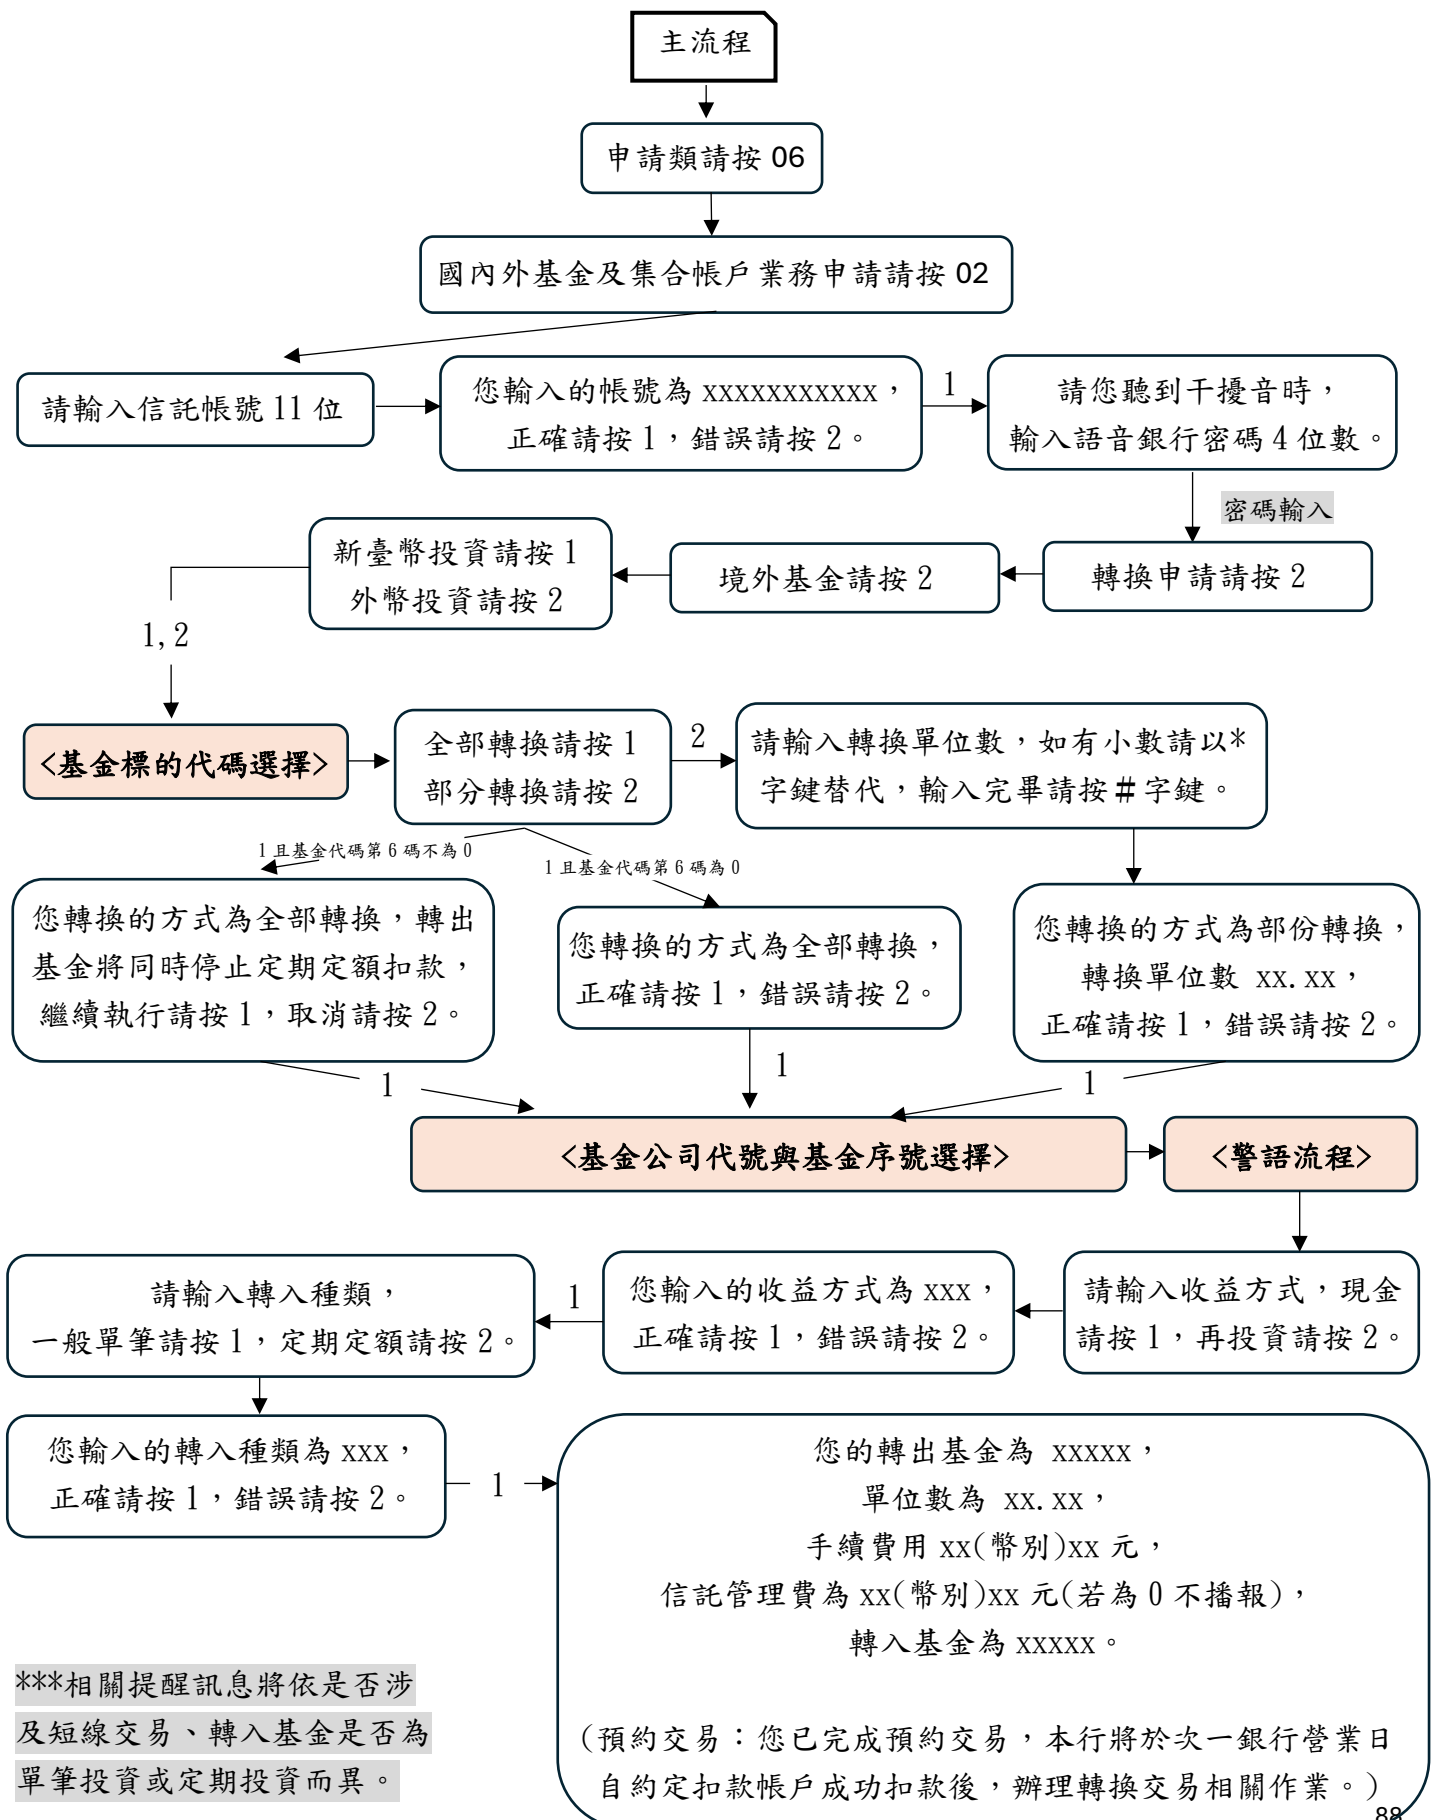 主流程
申請類請按 06
國內外基金及集合帳戶業務申請請按 02
請輸入信託帳號 11 位
您輸入的帳號為 xxxxxxxxxxx，
正確請按 1，錯誤請按 2。
1
請您聽到干擾音時，
輸入語音銀行密碼 4 位數。
密碼輸入
轉換申請請按 2
境外基金請按 2
新臺幣投資請按 1
外幣投資請按 2
1,2
<基金標的代碼選擇>
全部轉換請按 1
部分轉換請按 2
2
請輸入轉換單位數，如有小數請以*
字鍵替代，輸入完畢請按＃字鍵。
1 且基金代碼第 6 碼不為 0
1 且基金代碼第 6 碼為 0
您轉換的方式為全部轉換，轉出
基金將同時停止定期定額扣款，
繼續執行請按 1，取消請按 2。
您轉換的方式為全部轉換，
正確請按 1，錯誤請按 2。
您轉換的方式為部份轉換，
轉換單位數 xx.xx，
正確請按 1，錯誤請按 2。
1
1
1
<基金公司代號與基金序號選擇>
<警語流程>
請輸入收益方式，現金
請按 1，再投資請按 2。
您輸入的收益方式為 xxx，
正確請按 1，錯誤請按 2。
1
請輸入轉入種類，
一般單筆請按 1，定期定額請按 2。
您輸入的轉入種類為 xxx，
正確請按 1，錯誤請按 2。
1
您的轉出基金為 xxxxx，
單位數為 xx.xx，
手續費用 xx(幣別)xx 元，
信託管理費為 xx(幣別)xx 元(若為 0 不播報)，
轉入基金為 xxxxx。
（預約交易：您已完成預約交易，本行將於次一銀行營業日
自約定扣款帳戶成功扣款後，辦理轉換交易相關作業。）
***相關提醒訊息將依是否涉
及短線交易、轉入基金是否為
單筆投資或定期投資而異。
88